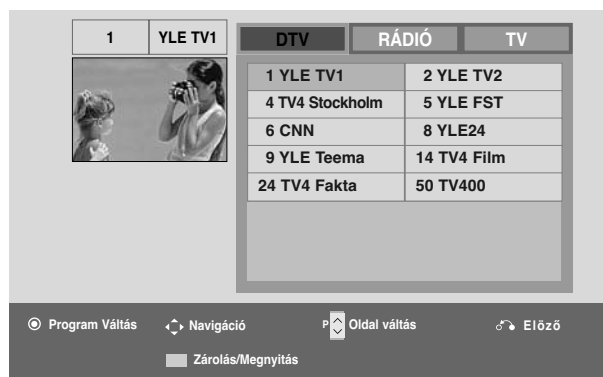 1 YLE TV1
DTV RÁDIÓ TV
1 YLE TV1 2 YLE TV2
4 TV4 Stockholm 5 YLE FST
6 CNN 8 YLE24
9 YLE Teema 14 TV4 Film
24 TV4 Fakta 50 TV400
Program Váltás Navigáció P Oldal váltás Elözö
Zárolás/Megnyitás